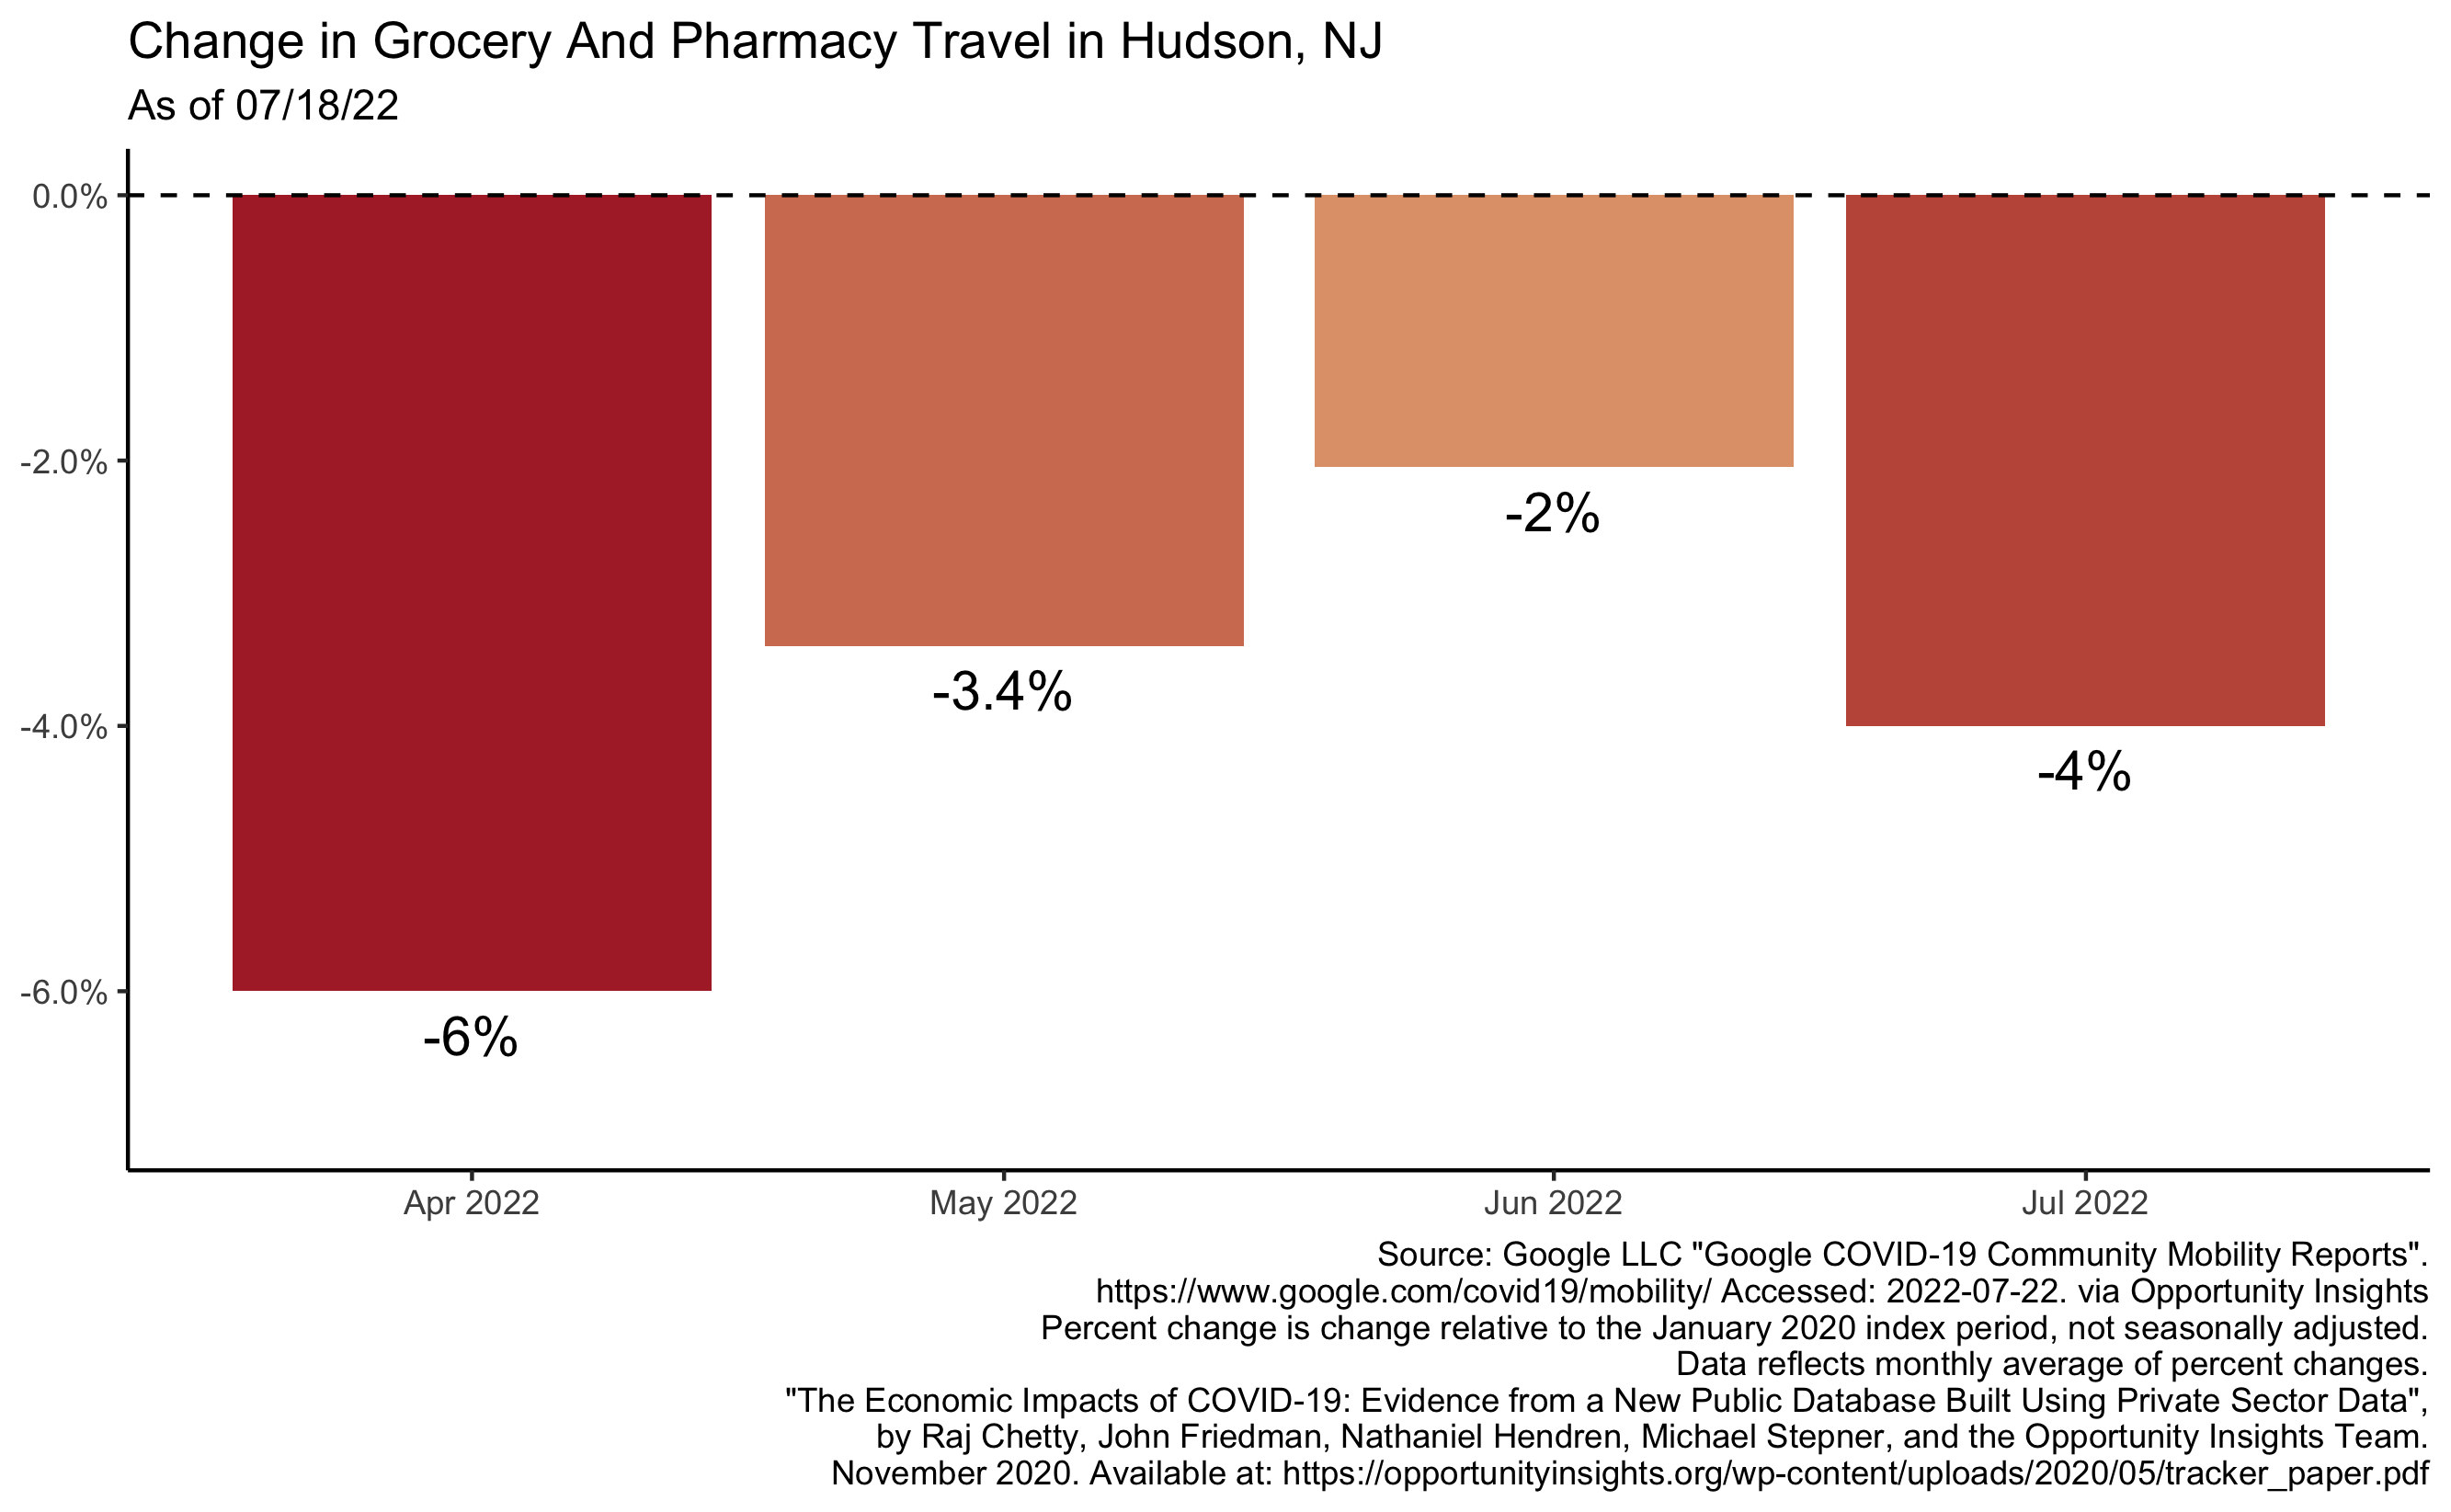 Change in Grocery And Pharmacy Travel in Hudson, NJ
As of 07/18/22
0.0%
-2.0%
-4.0%
-6.0%
-6%
-3.4%
-2%
-4%
Apr 2022
May 2022
Jun 2022
Jul 2022
Source: Google LLC "Google COVID-19 Community Mobility Reports".
https://www.google.com/covid19/mobility/ Accessed: 2022-07-22. via Opportunity Insights
Percent change is change relative to the January 2020 index period, not seasonally adjusted.
Data reflects monthly average of percent changes.
"The Economic Impacts of COVID-19: Evidence from a New Public Database Built Using Private Sector Data",
by Raj Chetty, John Friedman, Nathaniel Hendren, Michael Stepner, and the Opportunity Insights Team.
November 2020. Available at: https://opportunityinsights.org/wp-content/uploads/2020/05/tracker_paper.pdf